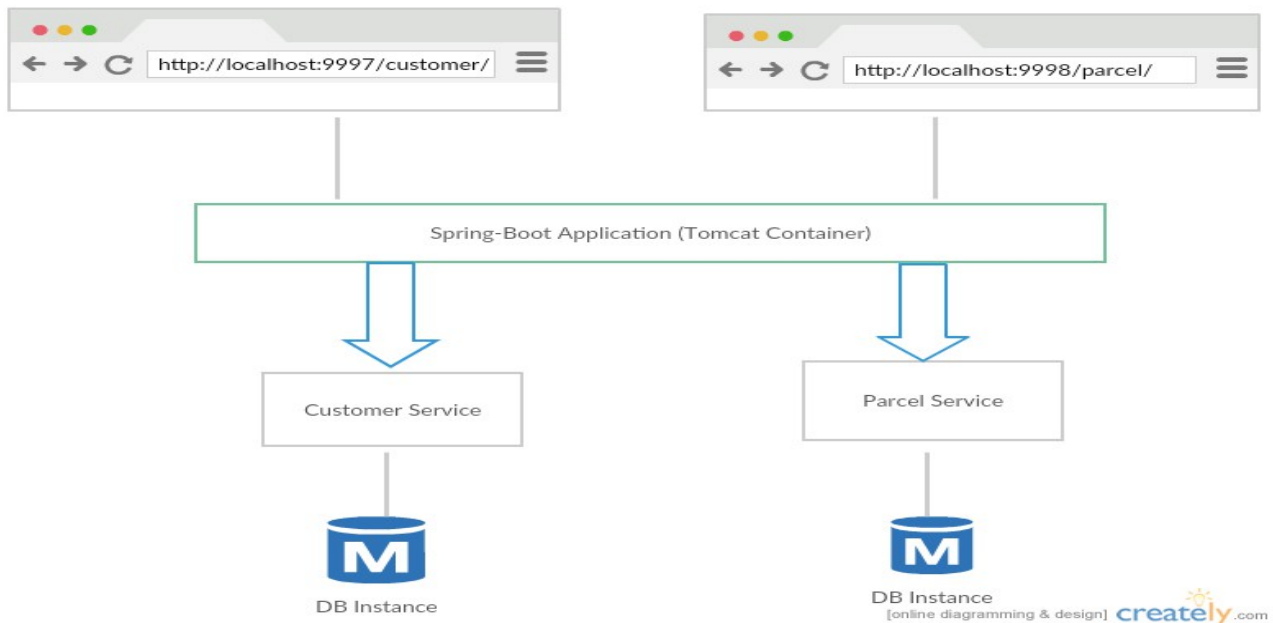 http://localhost:9997/customer/
http://localhost:9998/parcel/
Spring-Boot Application (Tomcat Container)
Customer Service
Parcel Service
M
M
DB Instance
DB Instance
[online diagramming & design] creately.com